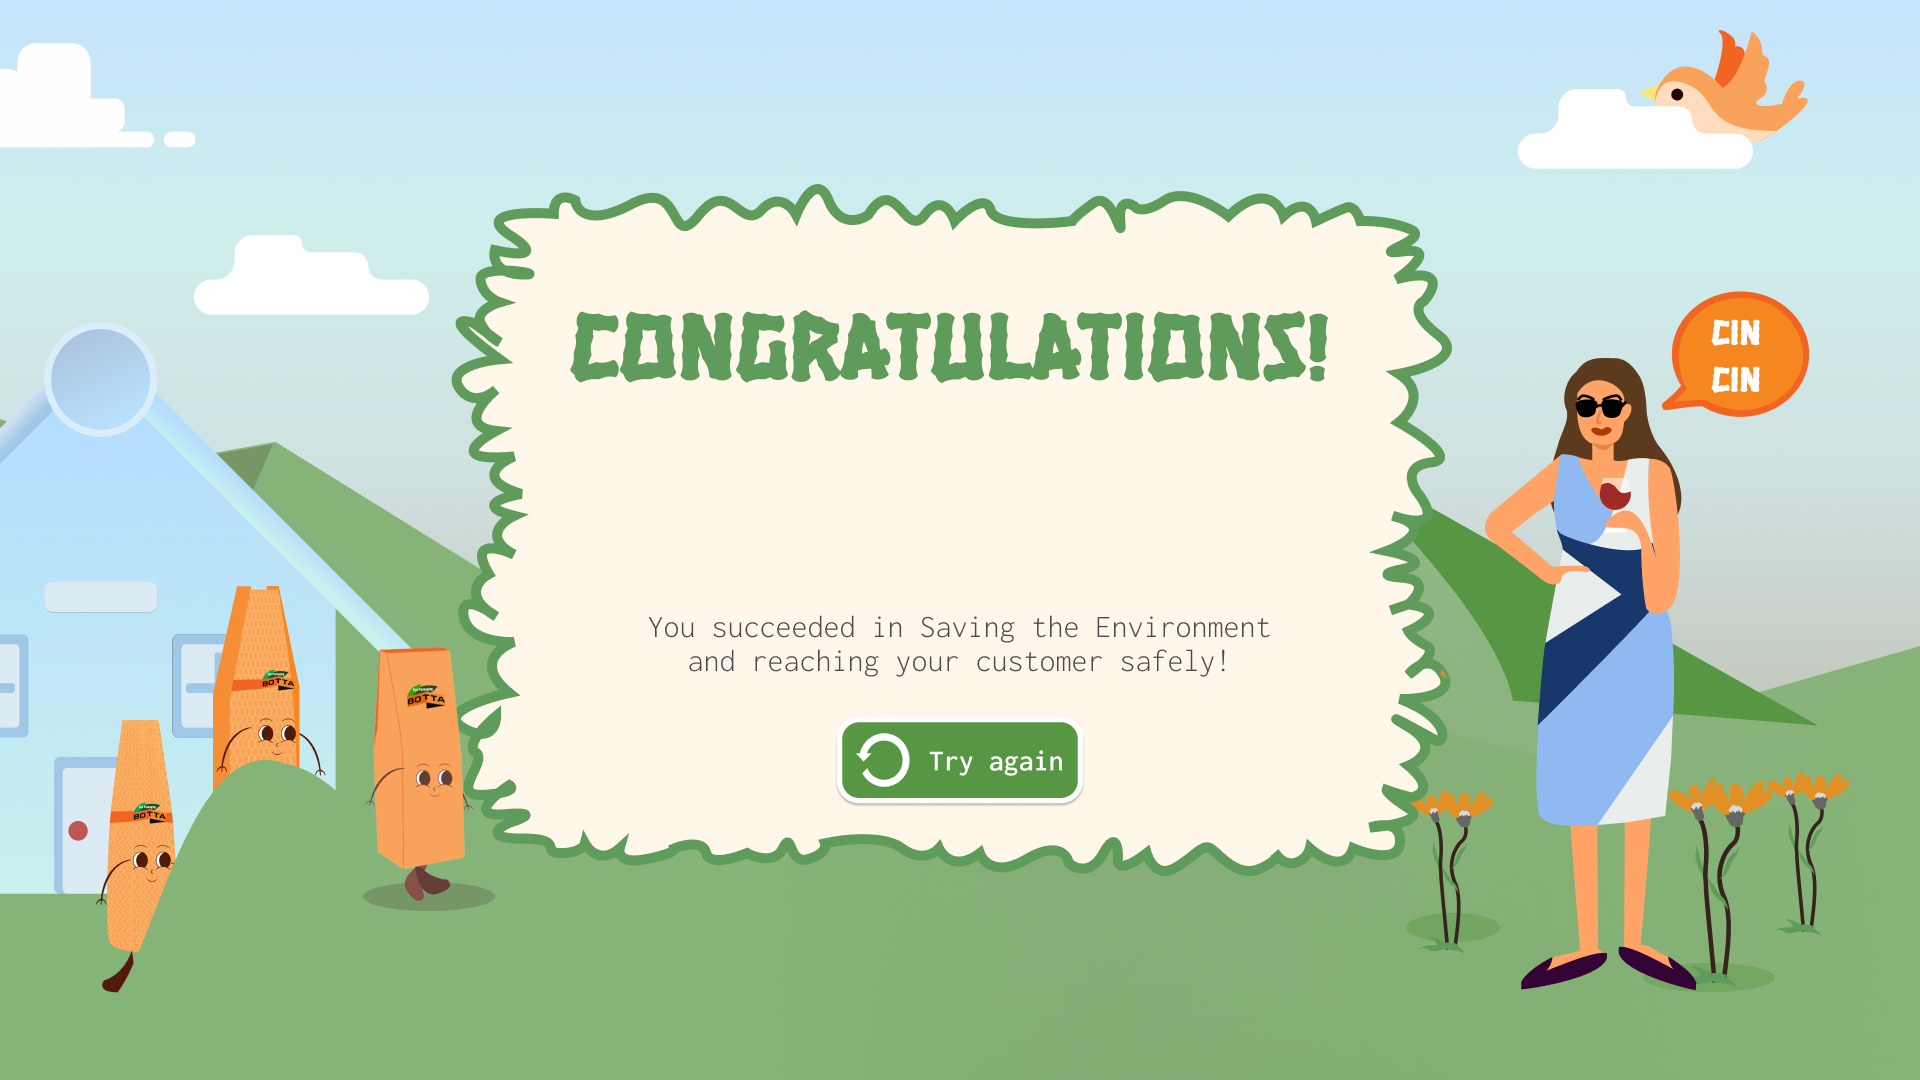 CIN
CIN
CONGRATULATIONS!
You succeeded in Saving the Environment
and reaching your customer safely!
Try again
BOTTA
BOTTA
BOTTA